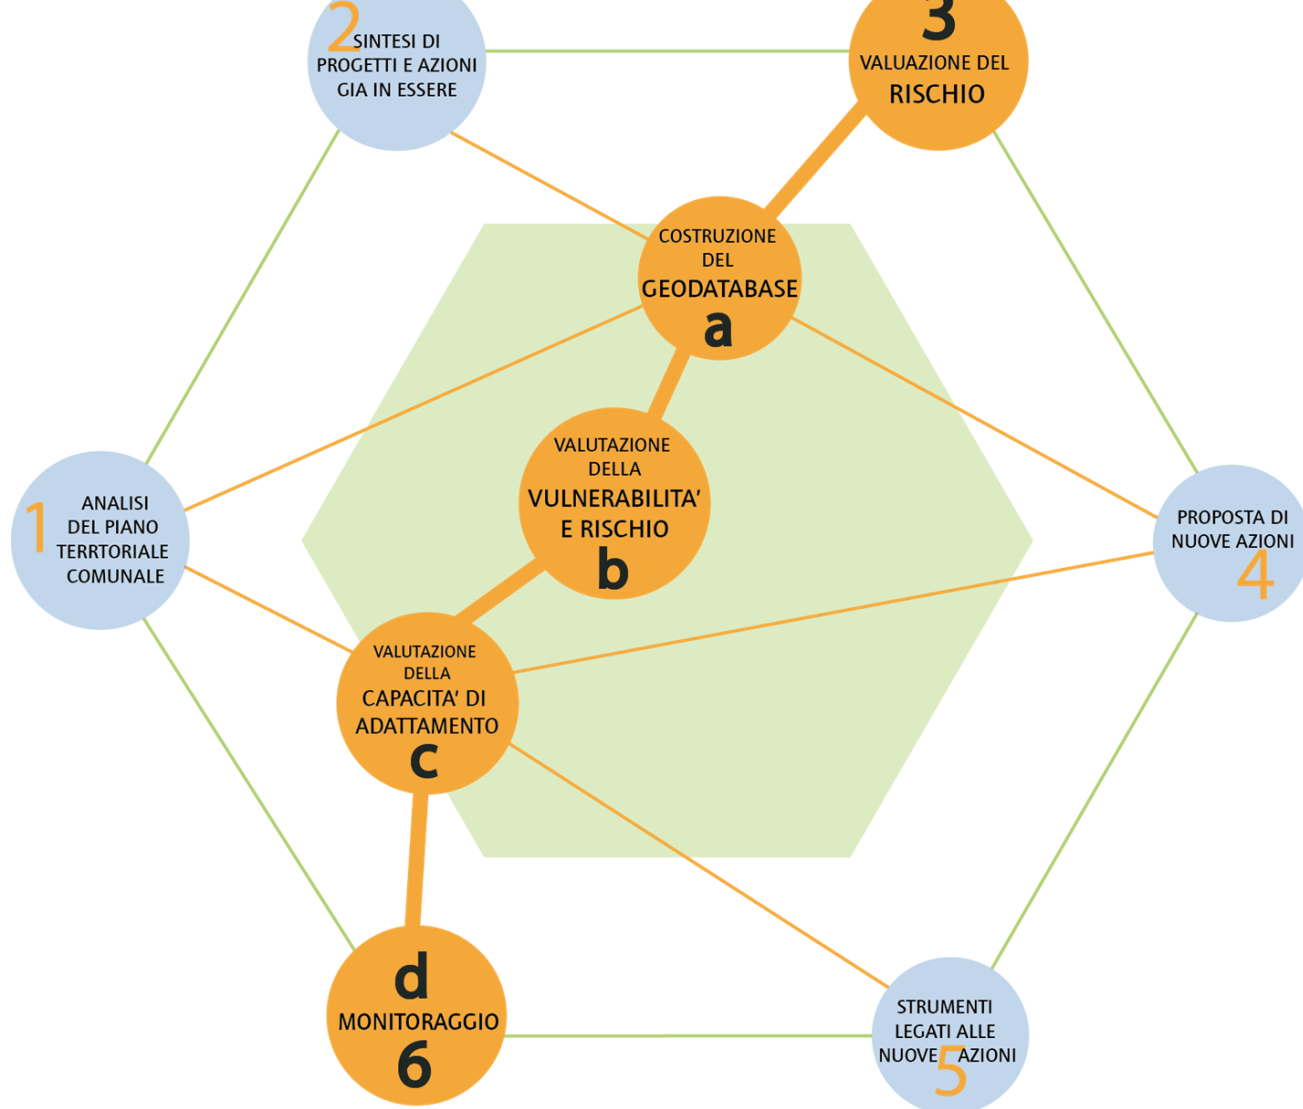 2
SINTESI DI
PROGETTI E AZIONI
GIA IN ESSERE
3
VALUAZIONE DEL
RISCHIO
COSTRUZIONE
DEL
GEODATABASE
a
VALUTAZIONE
DELLA
VULNERABILITA'
E RISCHIO
b
1
ANALISI
DEL PIANO
TERRTORIALE
COMUNALE
PROPOSTA DI
NUOVE AZIONI
4
VALUTAZIONE
DELLA
CAPACITA' DI
ADATTAMENTO
c
d
MONITORAGGIO
6
STRUMENTI
LEGATI ALLE
NUOVE AZIONI
5